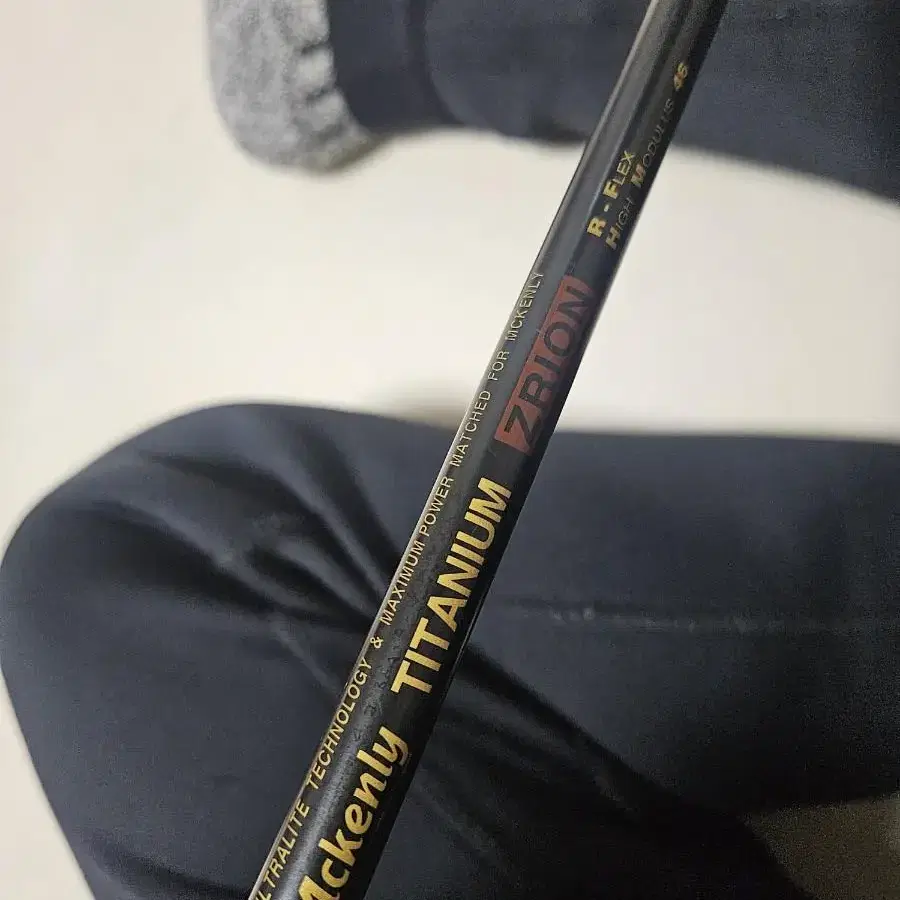 ULTRALITE TECHNOLOGY & MAXIMUM POWER MATCHED FOR MCKENLY
Mckenly TITANIUM ZRION
R - FLEX
HIGH MODULUS 46